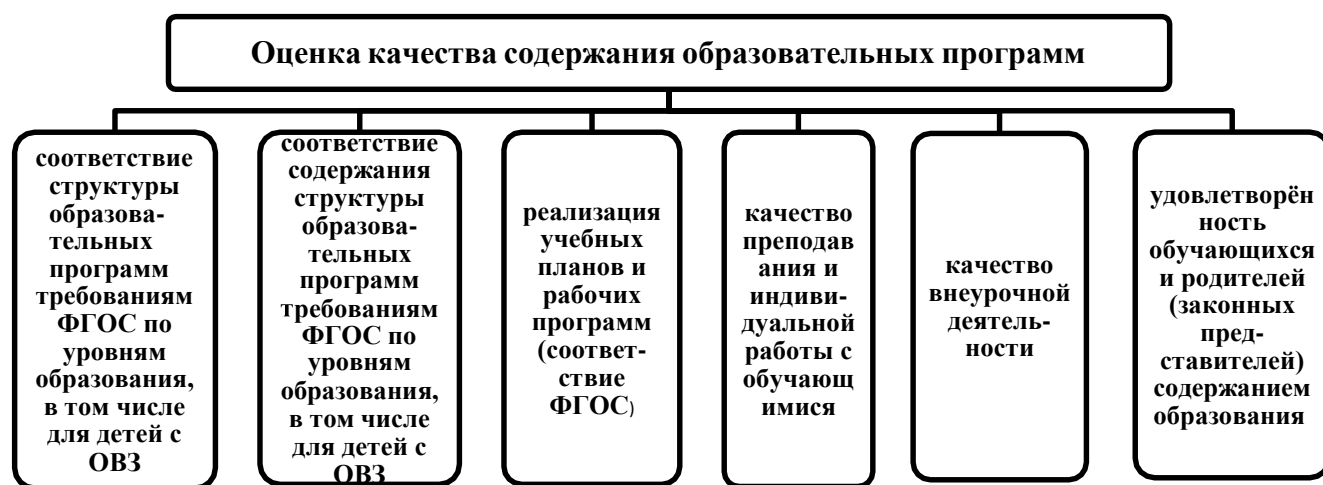 Оценка качества содержания образовательных программ
соответствие
структуры
образова-
тельных
программ
требованиям
ФГОС по
уровням
образования,
в том числе
для детей с
ОВЗ
соответствие
содержания
структуры
образова-
тельных
программ
требованиям
ФГОС по
уровням
образования,
в том числе
для детей с
ОВЗ
реализация
учебных
планов и
рабочих
программ
(соответ-
ствие
ФГОС)
качество
преподав
ания и
индиви-
дуальной
работы с
обучающ
имися
качество
внеурочной
деятель-
ности
удовлетворён
ность
обучающихся
и родителей
(законных
пред-
ставителей)
содержанием
образования